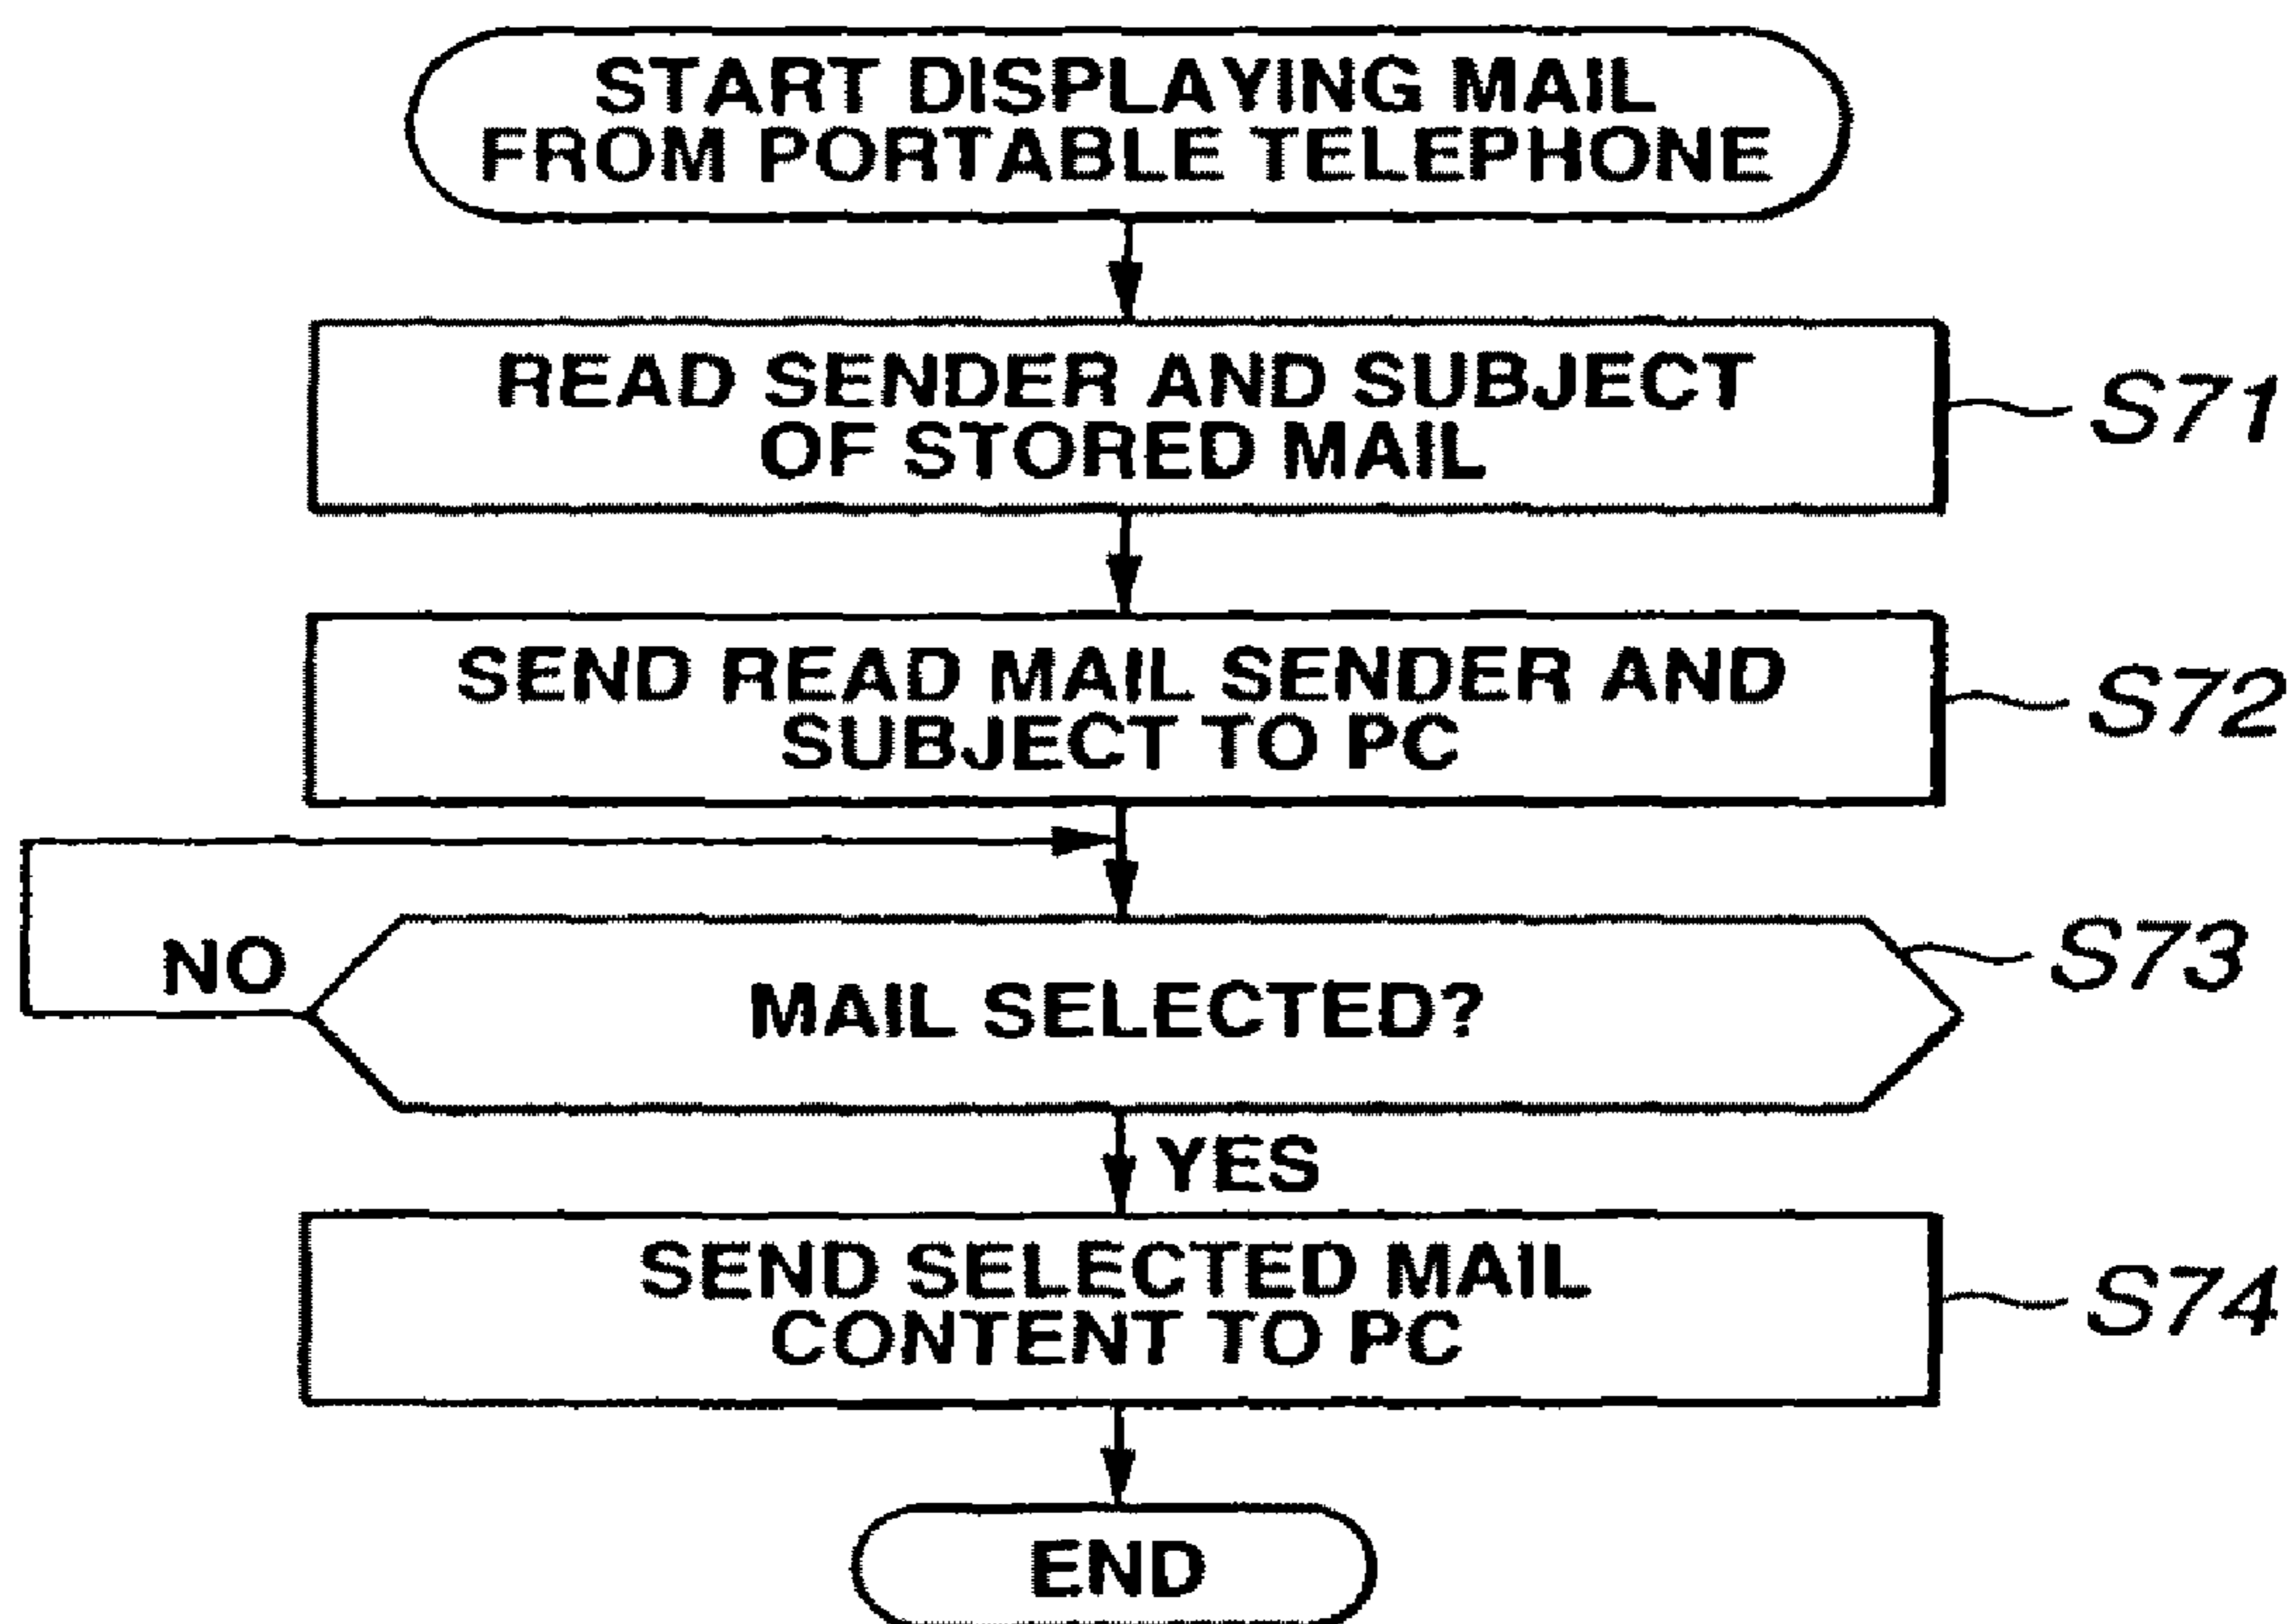 START DISPLAYING MAIL
FROM PORTABLE TELEPHONE
READ SENDER AND SUBJECT
OF STORED MAIL
S71
SEND READ MAIL SENDER AND
SUBJECT TO PC
S72
NO
MAIL SELECTED?
S73
YES
SEND SELECTED MAIL
CONTENT TO PC
S74
END